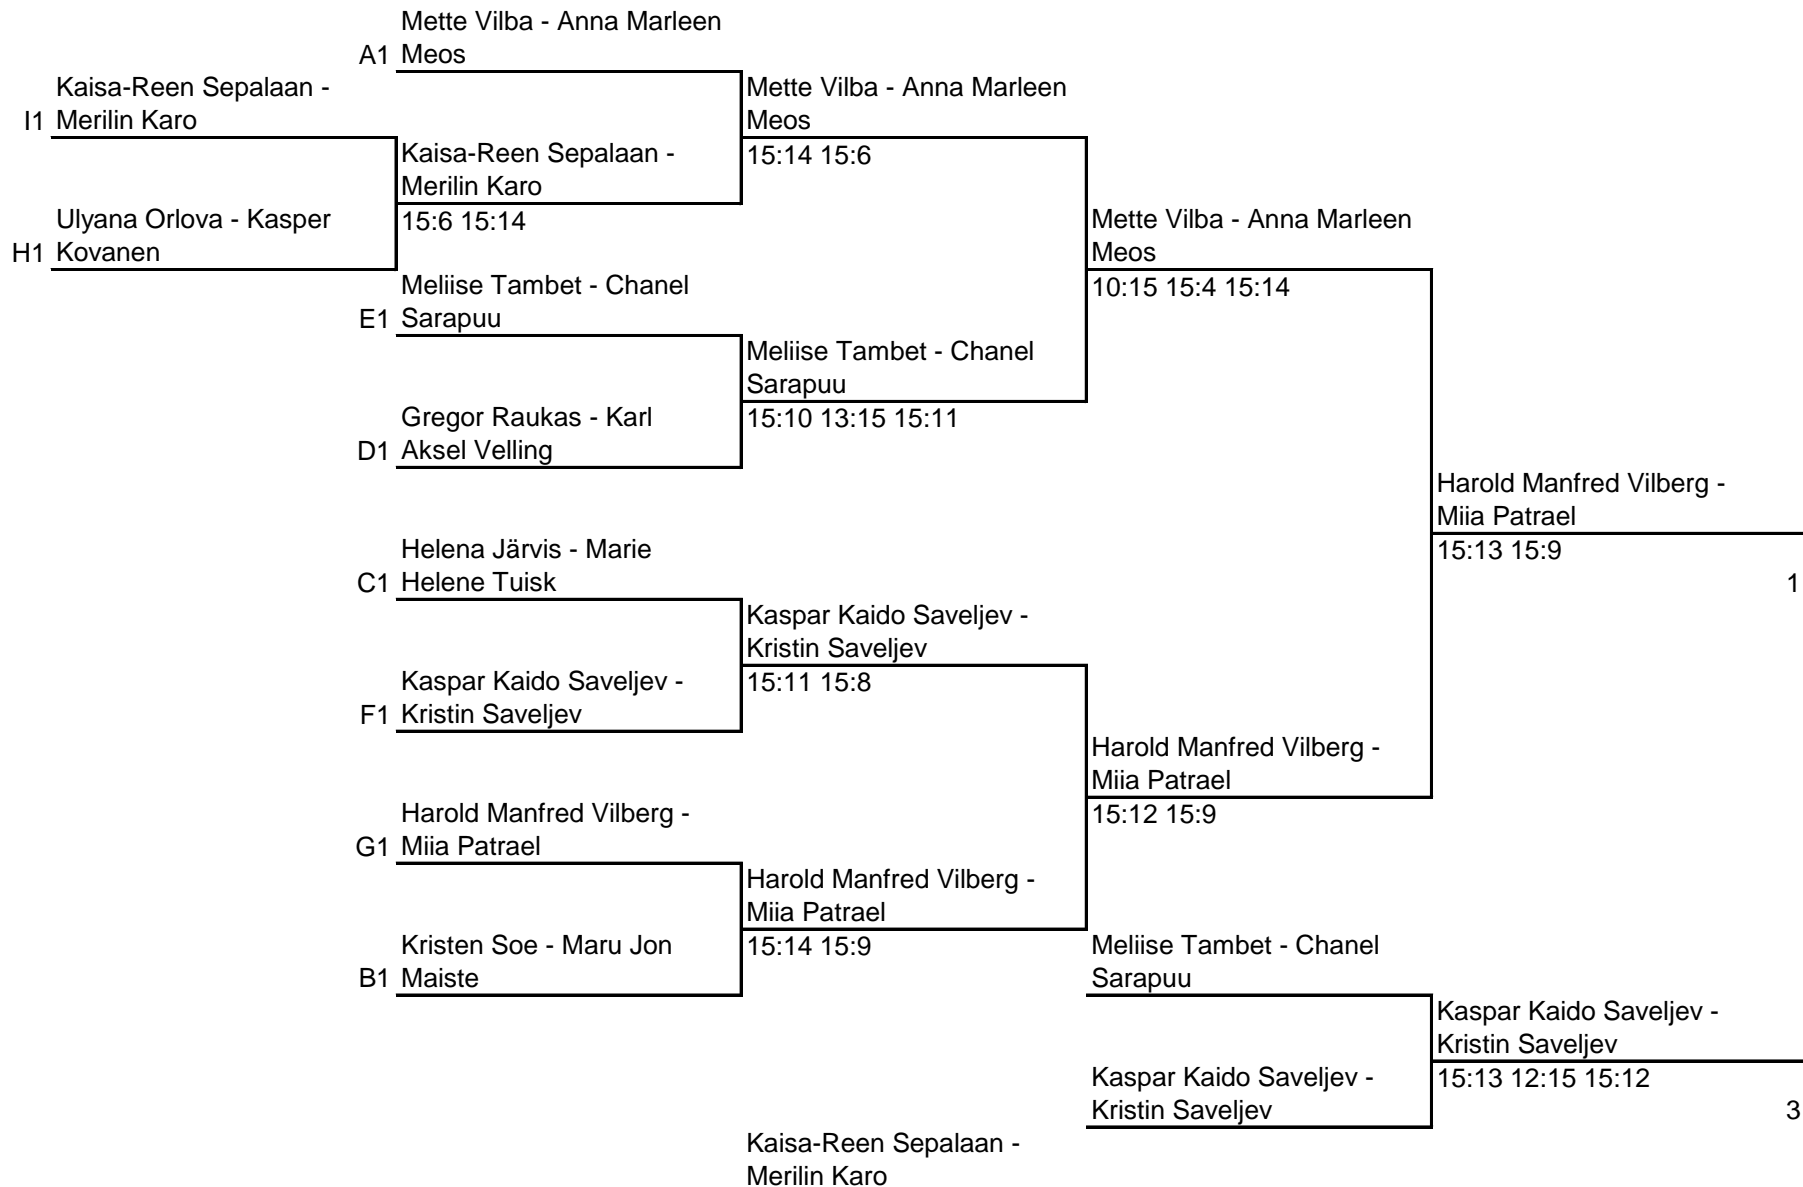 Mette Vilba - Anna Marleen
A1 Meos
Kaisa-Reen Sepalaan -
I1 Merilin Karo
Mette Vilba - Anna Marleen
Meos
Kaisa-Reen Sepalaan -
Merilin Karo
15:14 15:6
Ulyana Orlova - Kasper
H1 Kovanen
15:6 15:14
Mette Vilba - Anna Marleen
Meos
Meliise Tambet - Chanel
E1 Sarapuu
10:15 15:4 15:14
Meliise Tambet - Chanel
Sarapuu
Gregor Raukas - Karl
D1 Aksel Velling
15:10 13:15 15:11
Harold Manfred Vilberg -
Miia Patrael
15:13 15:9
1
Helena Järvis - Marie
C1 Helene Tuisk
Kaspar Kaido Saveljev -
Kristin Saveljev
15:11 15:8
Kaspar Kaido Saveljev -
F1 Kristin Saveljev
Harold Manfred Vilberg -
Miia Patrael
15:12 15:9
Harold Manfred Vilberg -
G1 Miia Patrael
Harold Manfred Vilberg -
Miia Patrael
15:14 15:9
Kristen Soe - Maru Jon
B1 Maiste
Meliise Tambet - Chanel
Sarapuu
Kaspar Kaido Saveljev -
Kristin Saveljev
15:13 12:15 15:12
3
Kaspar Kaido Saveljev -
Kristin Saveljev
Kaisa-Reen Sepalaan -
Merilin Karo